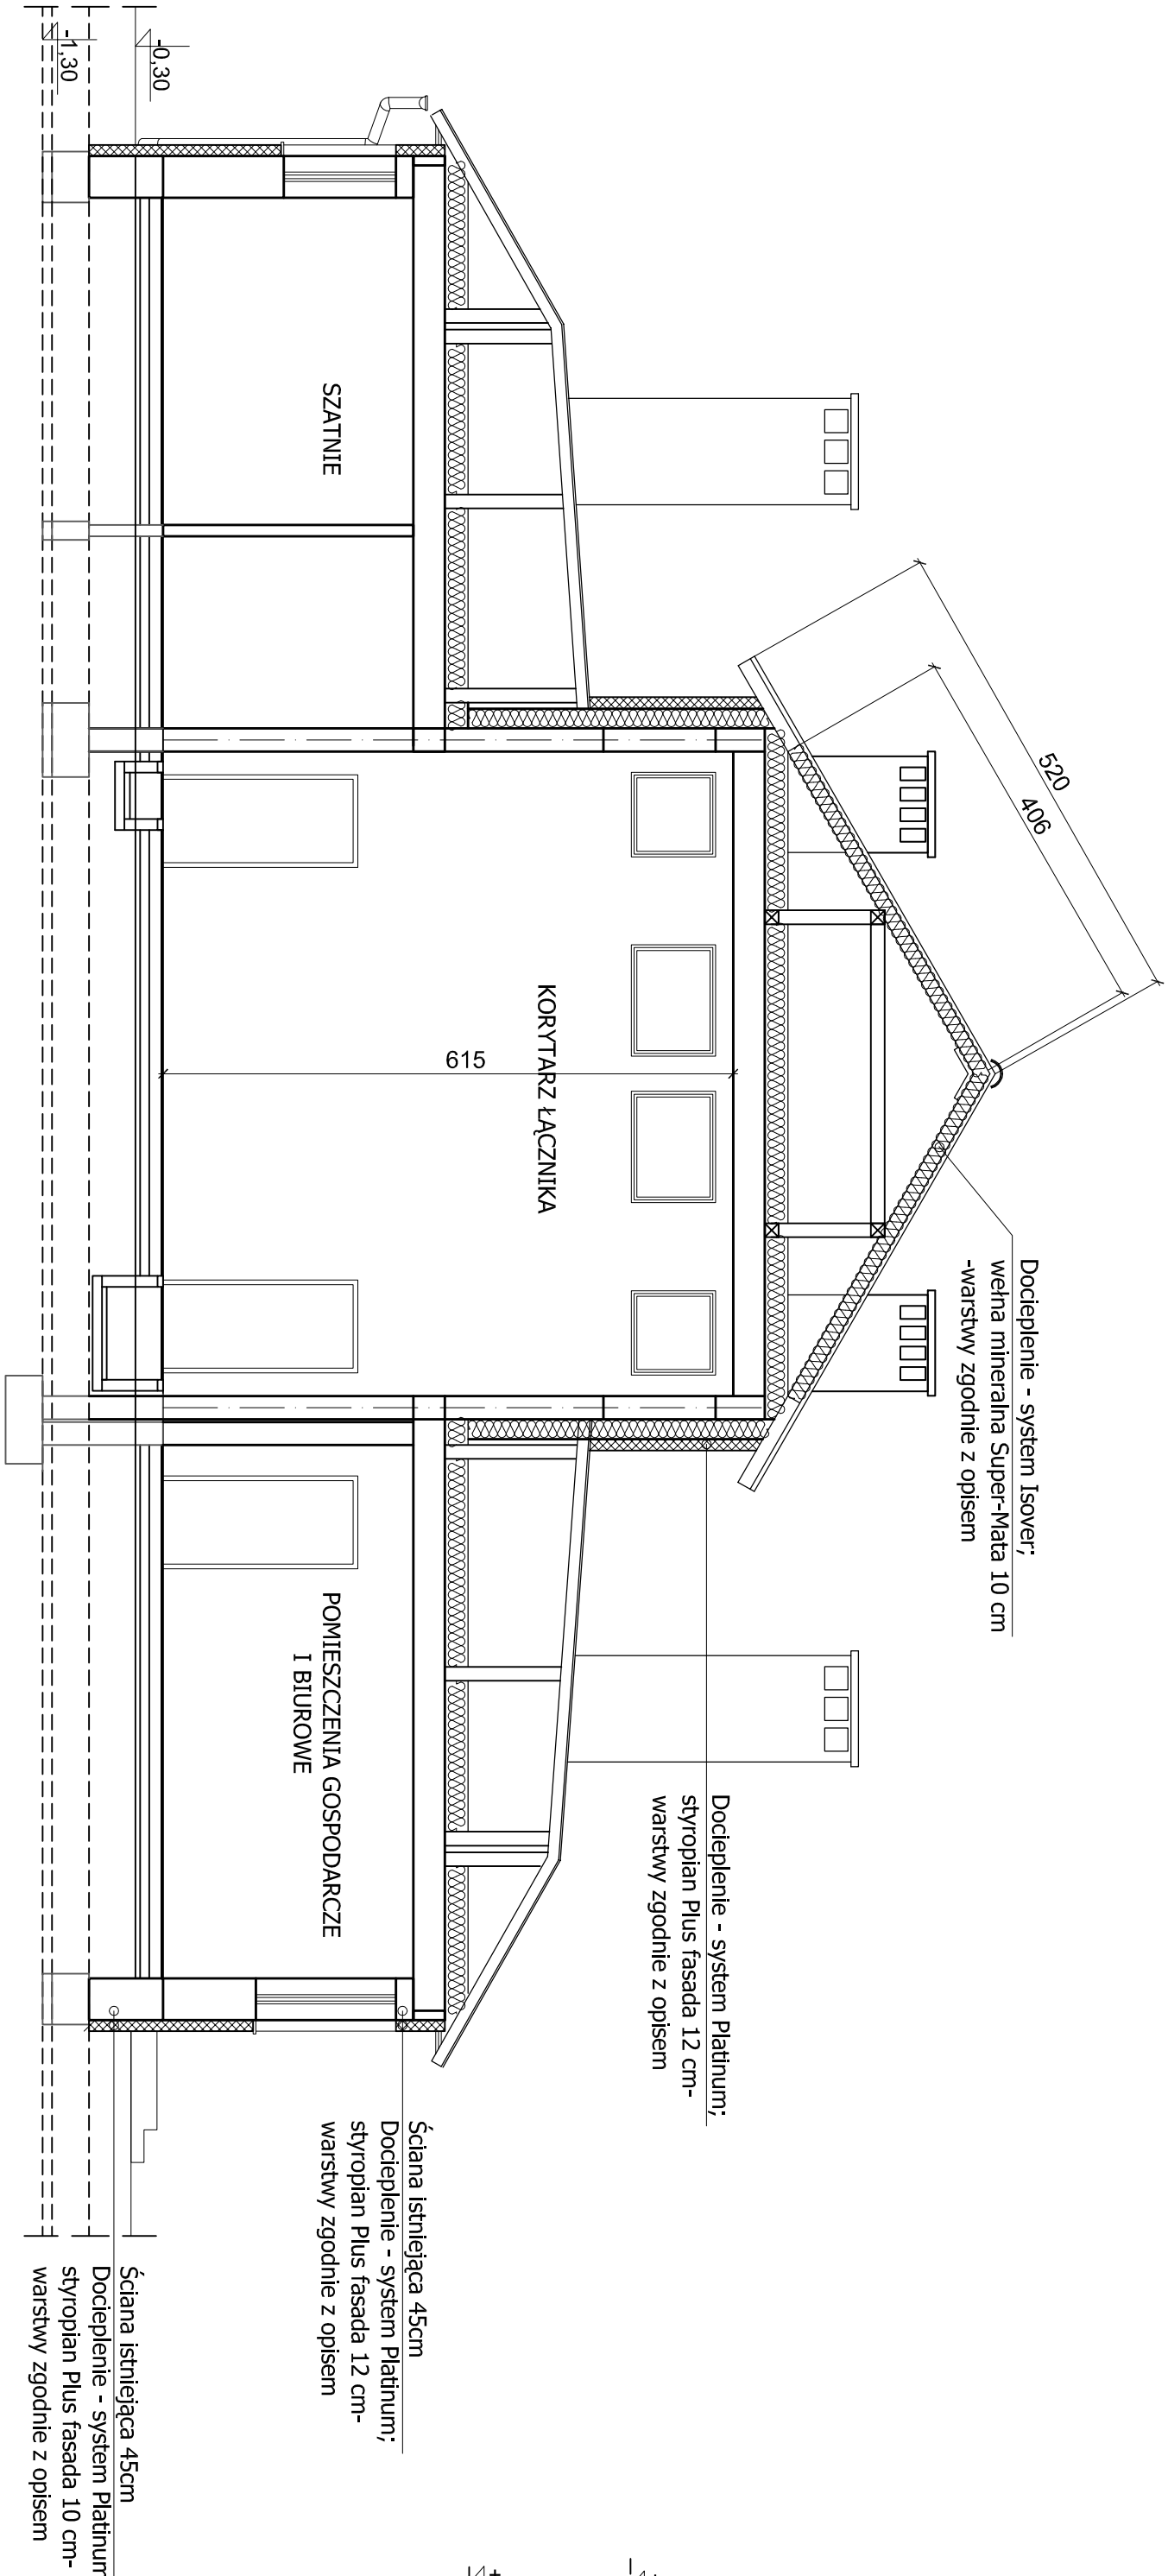 520
406
Docieplenie - system Isover;
wełna mineralna Super-Mata 10 cm
-warstwy zgodnie z opisem
Docieplenie - system Platinum;
styropian Plus fasada 12 cm-
warstwy zgodnie z opisem
KORYTARZ ŁĄCZNIKA
615
SZATNIE
POMIESZCZENIA GOSPODARCZE
I BIUROWE
Ściana istniejąca 45cm
Docieplenie - system Platinum;
styropian Plus fasada 12 cm-
warstwy zgodnie z opisem
-0,30
-1,30
Ściana istniejąca 45cm
Docieplenie - system Platinum
styropian Plus fasada 10 cm-
warstwy zgodnie z opisem